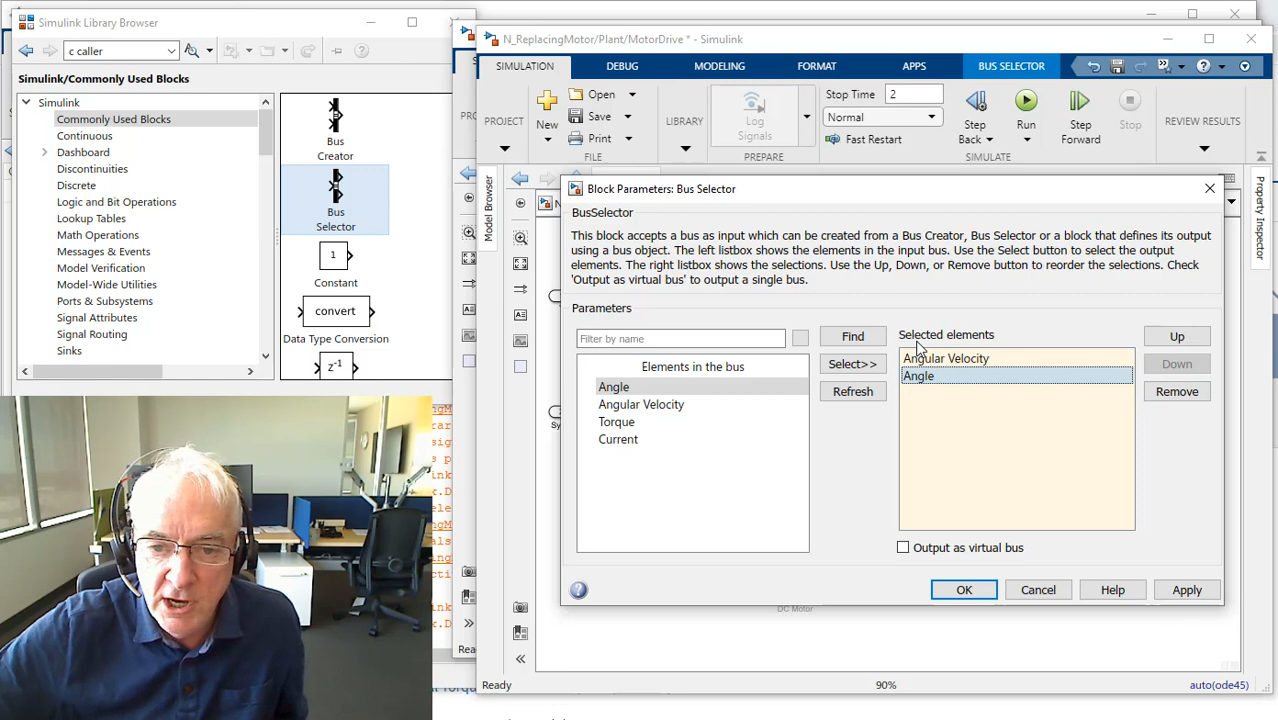 Simulink Library Browser
c caller
Simulink/Commonly Used Blocks
Simulink
Commonly Used Blocks
Continuous
Dashboard
Discontinuities
Discrete
Logic and Bit Operations
Lookup Tables
Math Operations
Messages & Events
Model Verification
Model-Wide Utilities
Ports & Subsystems
Signal Attributes
Signal Routing
Sinks
Bus
Creator
Bus
Selector
1
Constant
convert
Data Type Conversion
z-1
N_ReplacingMotor/Plant/MotorDrive * - Simulink
SIMULATION
DEBUG
MODELING
FORMAT
APPS
BUS SELECTOR
PROJECT
New
Open
Save
Print
FILE
LIBRARY
Log
Signals
PREPARE
Stop Time
2
Normal
Fast Restart
Step
Back
Run
Step
Forward
Stop
SIMULATE
REVIEW RESULTS
Model Browser
Property Inspector
Block Parameters: Bus Selector
BusSelector
This block accepts a bus as input which can be created from a Bus Creator, Bus Selector or a block that defines its output
using a bus object. The left listbox shows the elements in the input bus. Use the Select button to select the output
elements. The right listbox shows the selections. Use the Up, Down, or Remove button to reorder the selections. Check
'Output as virtual bus' to output a single bus.
Parameters
Filter by name
Elements in the bus
Angle
Angular Velocity
Torque
Current
Find
Select>>
Refresh
Selected elements
Angular Velocity
Angle
Up
Down
Remove
Output as virtual bus
OK
Cancel
Help
Apply
DC Motor
Ready
90%
auto(ode45)